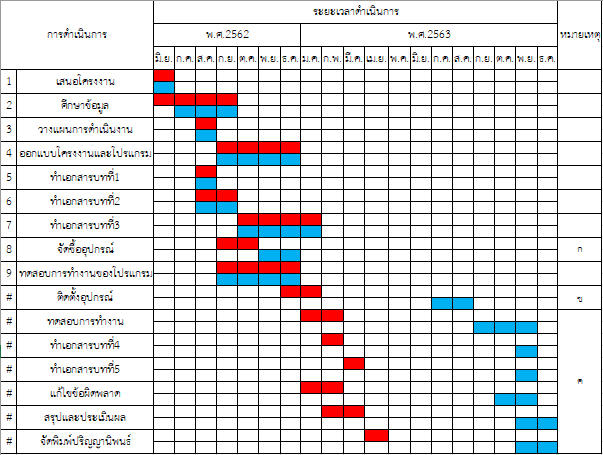 ระยะเวลาดำเนินการ
การดำเนินการ พ.ศ.2562 พ.ศ.2563 หมายเหตุ
มิ.ย. ก.ค. ส.ค. ก.ย. ต.ค. พ.ย. ธ.ค. ม.ค. ก.พ. มี.ค. เม.ย. พ.ค. มิ.ย. ก.ค. ส.ค. ก.ย. ต.ค. พ.ย. ธ.ค.
1 เสนอโครงงาน
2 ศึกษาข้อมูล
3 วางแผนการดำเนินงาน
4 ออกแบบโครงงานและโปรแกรม
5 ทำเอกสารบทที่1
6 ทำเอกสารบทที่2
7 ทำเอกสารบทที่3
8 จัดซื้ออุปกรณ์ ก
9 ทดสอบการทำงานของโปรแกรม
# ติดตั้งอุปกรณ์ ข
# ทดสอบการทำงาน
# ทำเอกสารบทที่4
# ทำเอกสารบทที่5 ค
# แก้ไขข้อผิดพลาด
# สรุปและประเมินผล
# จัดพิมพ์ปริญญานิพนธ์